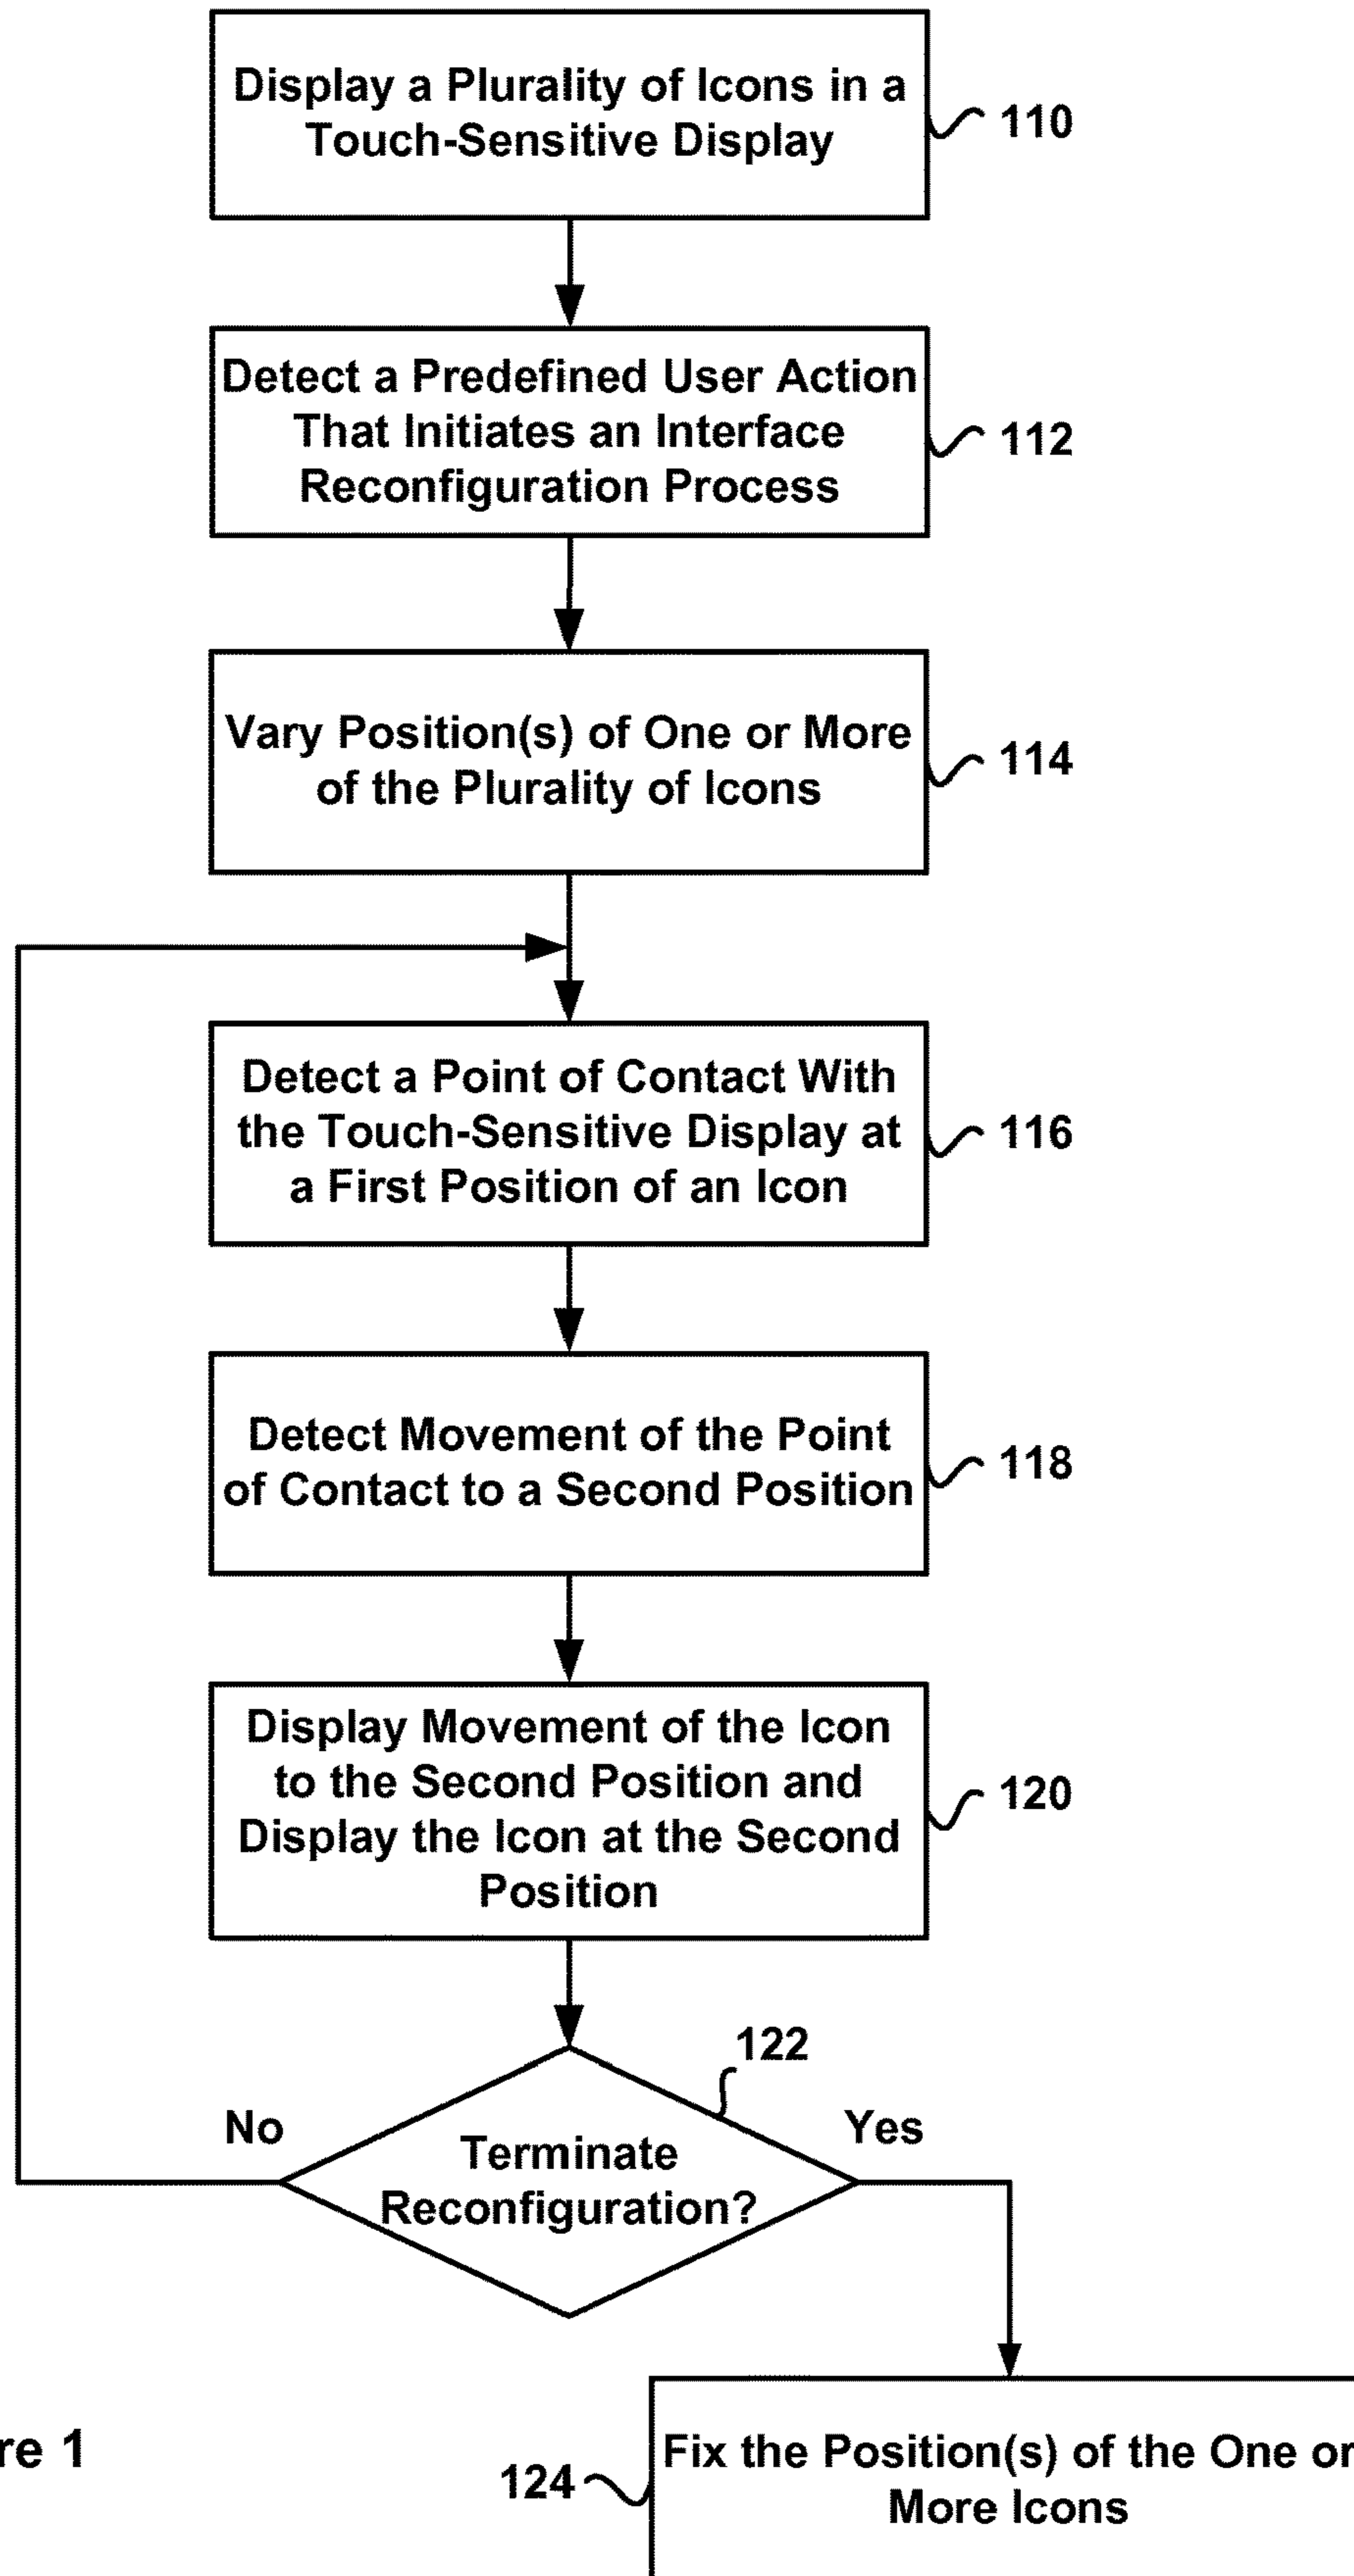 Display a Plurality of Icons in a
Touch-Sensitive Display
110
Detect a Predefined User Action
That Initiates an Interface
Reconfiguration Process
112
Vary Position(s) of One or More
of the Plurality of Icons
114
Detect a Point of Contact With
the Touch-Sensitive Display at
a First Position of an Icon
116
Detect Movement of the Point
of Contact to a Second Position
118
Display Movement of the Icon
to the Second Position and
Display the Icon at the Second
Position
120
122
No
Yes
Terminate
Reconfiguration?
re 1
124
Fix the Position(s) of the One or
More Icons